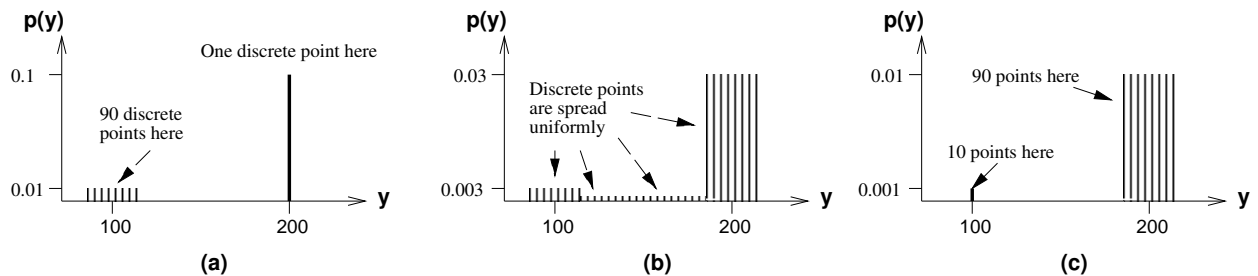 p(y)
One discrete point here
0.1
90 discrete
points here
0.01
y
100
200
(a)
p(y)
0.03
Discrete points
are spread
uniformly
0.003
y
100
200
(b)
p(y)
0.01
90 points here
10 points here
0.001
y
100
200
(c)